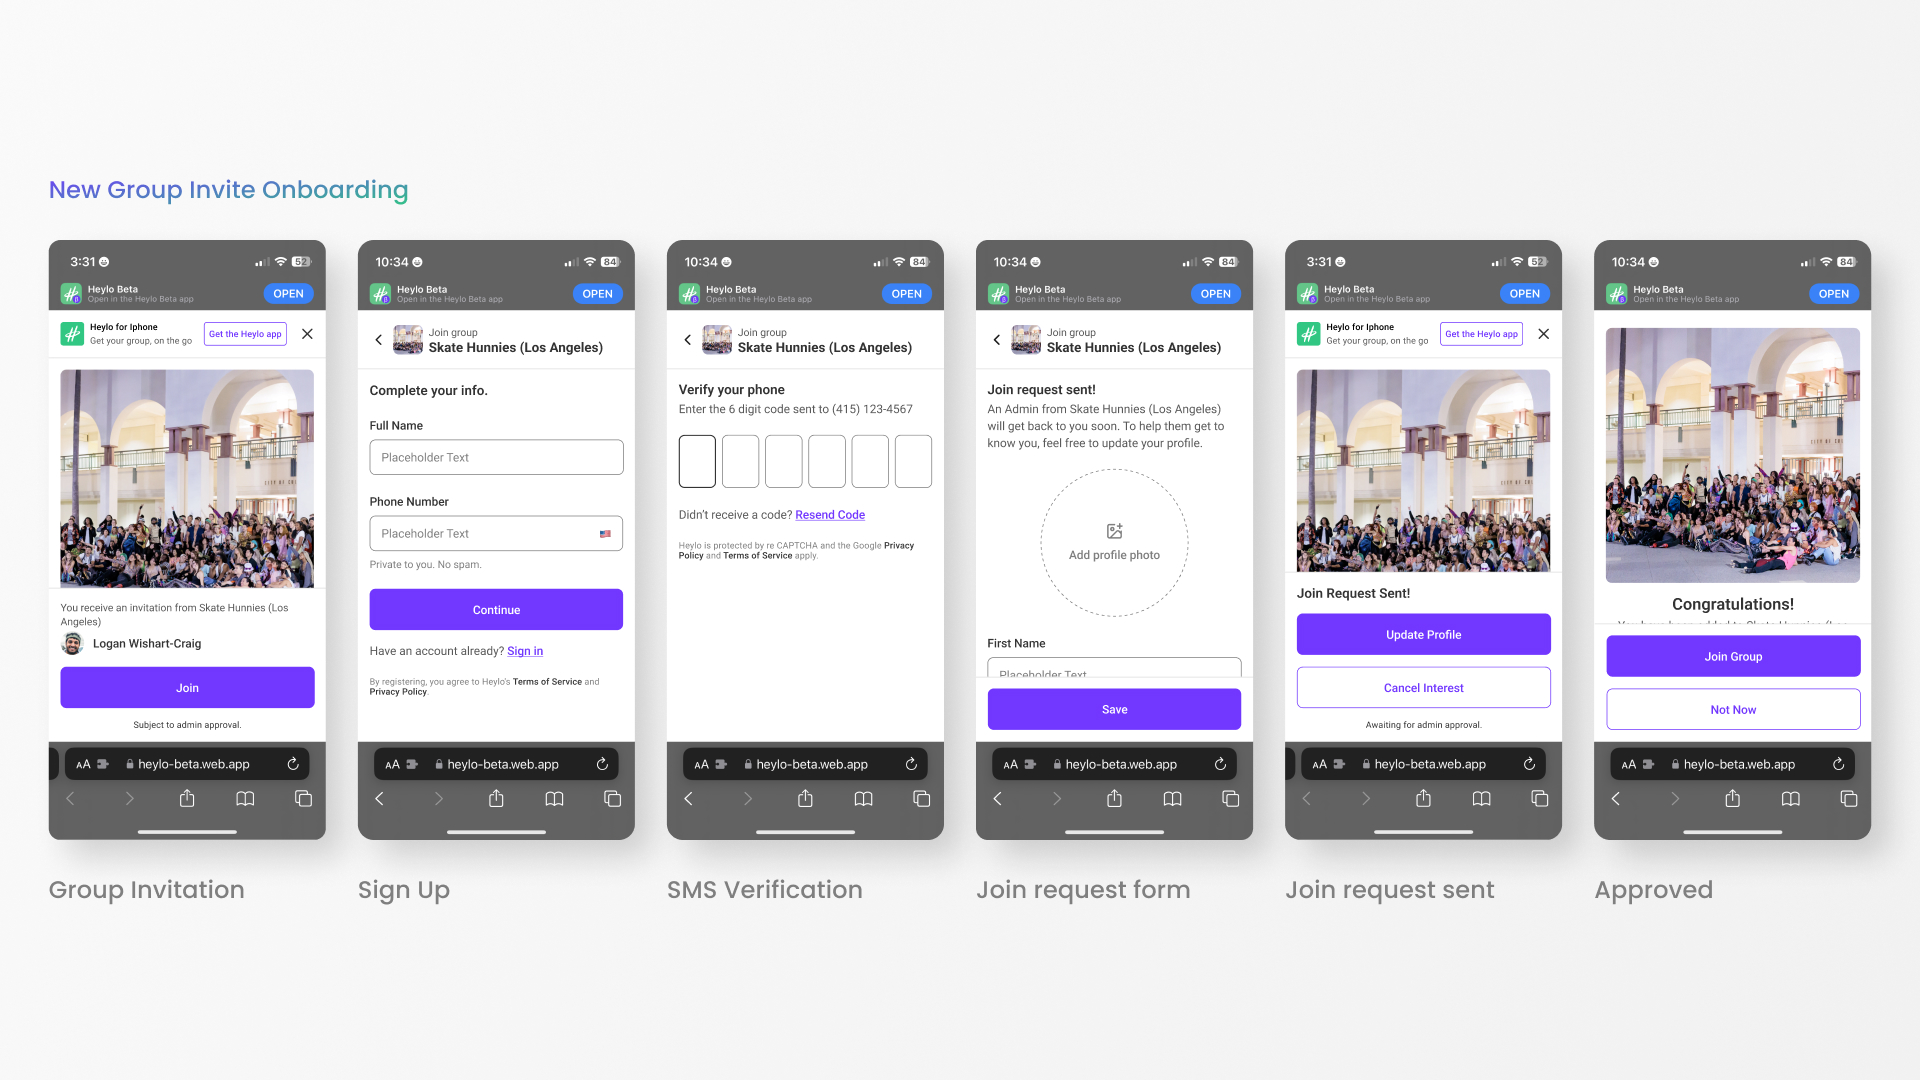 New Group Invite Onboarding
3:31
52
Heylo Beta
Open in the Heylo Beta app
OPEN
Heylo for Iphone
Get your group, on the go
Get the Heylo app
You receive an invitation from Skate Hunnies (Los
Angeles)
Logan Wishart-Craig
Join
Subject to admin approval.
AA
heylo-beta.web.app
Group Invitation
10:34
84
Heylo Beta
Open in the Heylo Beta app
OPEN
Join group
Skate Hunnies (Los Angeles)
Complete your info.
Full Name
Placeholder Text
Phone Number
Placeholder Text
Private to you. No spam.
Continue
Have an account already? Sign in
By registering, you agree to Heylo's Terms of Service and
Privacy Policy.
AA
heylo-beta.web.app
Sign Up
10:34
84
Heylo Beta
Open in the Heylo Beta app
OPEN
Join group
Skate Hunnies (Los Angeles)
Verify your phone
Enter the 6 digit code sent to (415) 123-4567
Didn't receive a code? Resend Code
Heylo is protected by re CAPTCHA and the Google Privacy
Policy and Terms of Service apply.
AA
heylo-beta.web.app
SMS Verification
10:34
84
Heylo Beta
Open in the Heylo Beta app
OPEN
Join group
Skate Hunnies (Los Angeles)
Join request sent!
An Admin from Skate Hunnies (Los Angeles)
will get back to you soon. To help them get to
know you, feel free to update your profile.
Add profile photo
First Name
Placeholder Text
Save
AA
heylo-beta.web.app
Join request form
3:31
52
Heylo Beta
Open in the Heylo Beta app
OPEN
Heylo for Iphone
Get your group, on the go
Get the Heylo app
Join Request Sent!
Update Profile
Cancel Interest
Awaiting for admin approval.
AA
heylo-beta.web.app
Join request sent
10:34
84
Heylo Beta
Open in the Heylo Beta app
OPEN
Congratulations!
You have been added to Skate Hunnies (Los
Join Group
Not Now
AA
heylo-beta.web.app
Approved